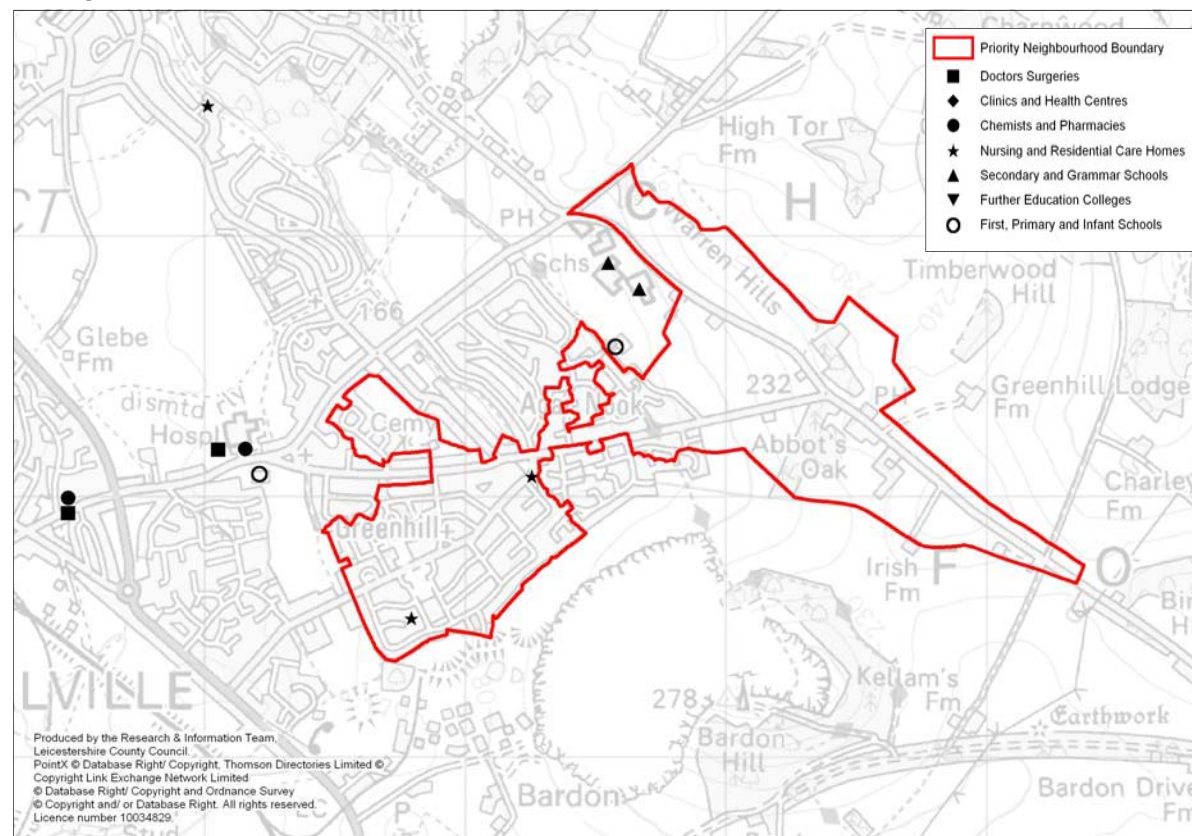 Charnwood
Priority Neighbourhood Boundary
Doctors Surgeries
Clinics and Health Centres
Chemists and Pharmacies
Nursing and Residential Care Homes
Secondary and Grammar Schools
Further Education Colleges
First, Primary and Infant Schools
High Tor
Fm
CT
PH
C
H
Warren Hills
Schs
Timberwood
Hill
166
Glebe
Fm
232
PH
Greenhill Lodge
Fm
dismtd rly
Hospl
Cemy
Abbot's
Oak
Charley
Fm
Greenhill
Irish
Fm
F
O
Kellam's
Fm
LVILLE
278
Earthwork
Bardon
Hill
Produced by the Research & Information Team.
Leicestershire County Council.
PointX © Database Right/ Copyright, Thomson Directories Limited ©
Copyright Link Exchange Network Limited
© Database Right/ Copyright and Ordnance Survey
© Copyright and/ or Database Right. All rights reserved.
Licence number 10034829.
P
Bardon
Bardon Drive
Fm